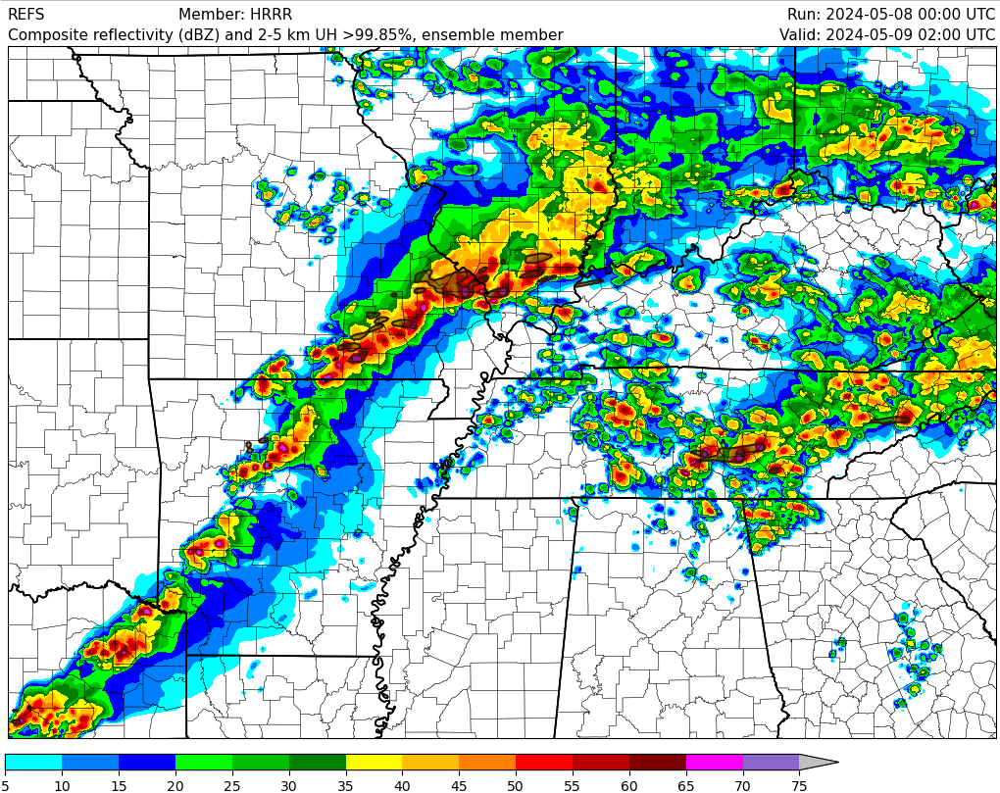 REFS Member: HRRR Run: 2024-05-08 00:00 UTC
Composite reflectivity (dBZ) and 2-5 km UH >99.85%, ensemble member Valid: 2024-05-09 02:00 UTC
5 10 15 20 25 30 35 40 45 50 55 60 65 70 75